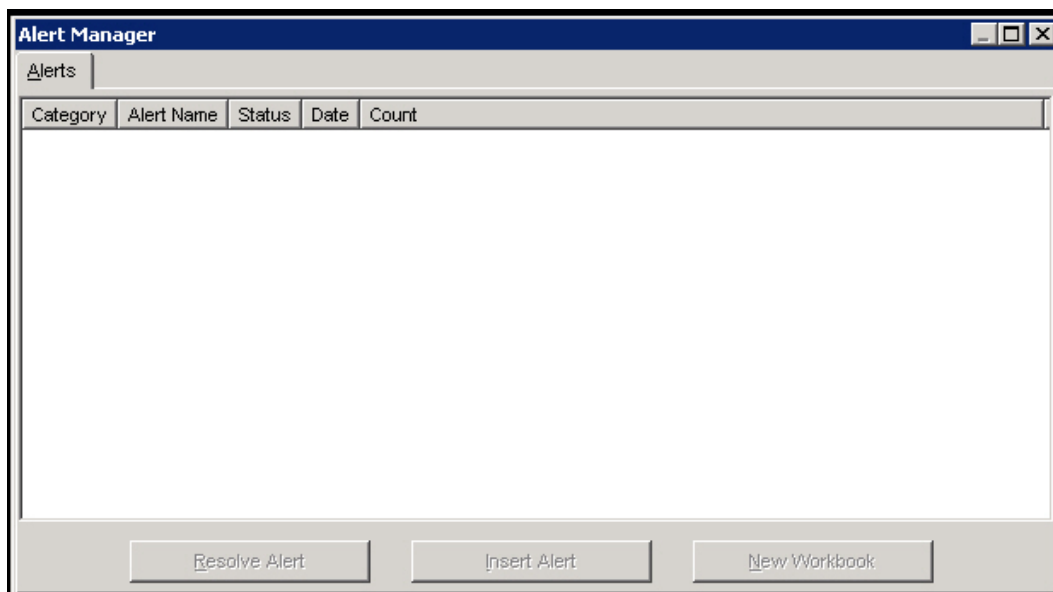 Alert Manager
Alerts
Category Alert Name Status Date Count
Resolve Alert Insert Alert New Workbook